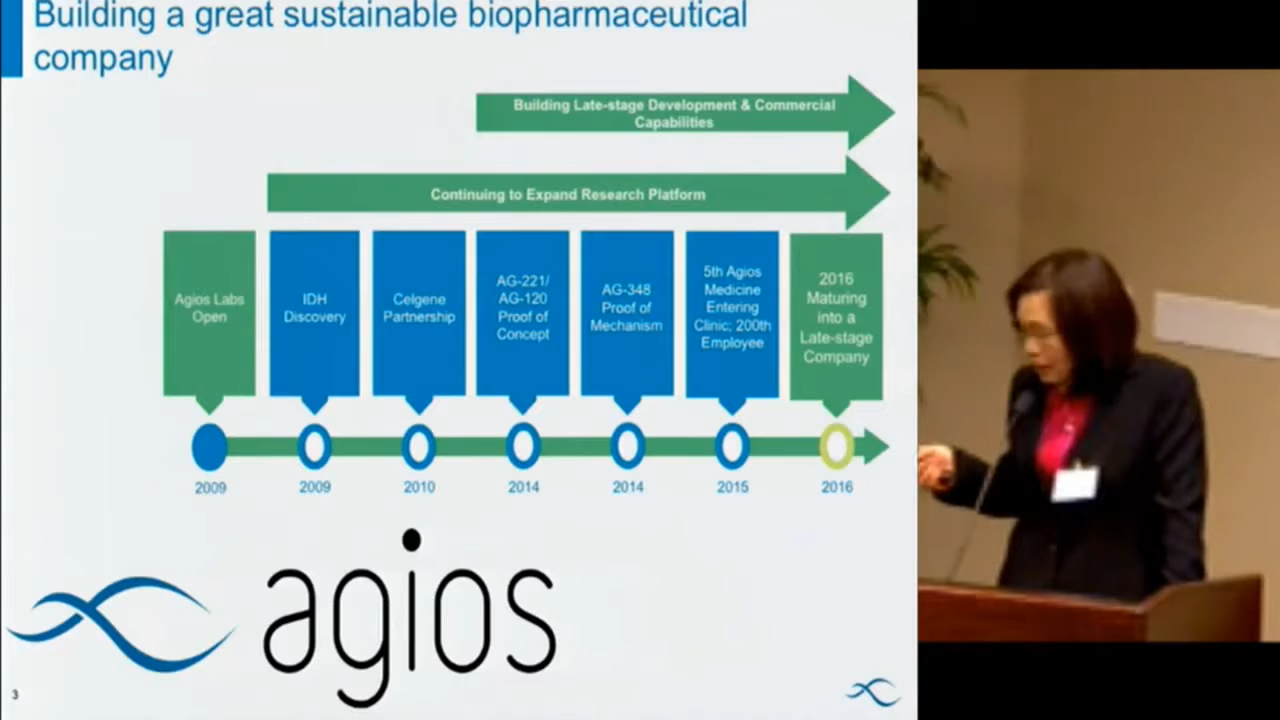 Building a great sustainable biopharmaceutical
company
Building Late-stage Development & Commercial
Capabilities
Continuing to Expand Research Platform
Agios Labs
Open
IDH
Discovery
Celgene
Partnership
AG-221/
AG-120
Proof of
Concept
AG-348
Proof of
Mechanism
5th Agios
Medicine
Entering
Clinic; 200th
Employee
2016
Maturing
into a
Late-stage
Company
2009
2009
2010
2014
2014
2015
2016
agios
3